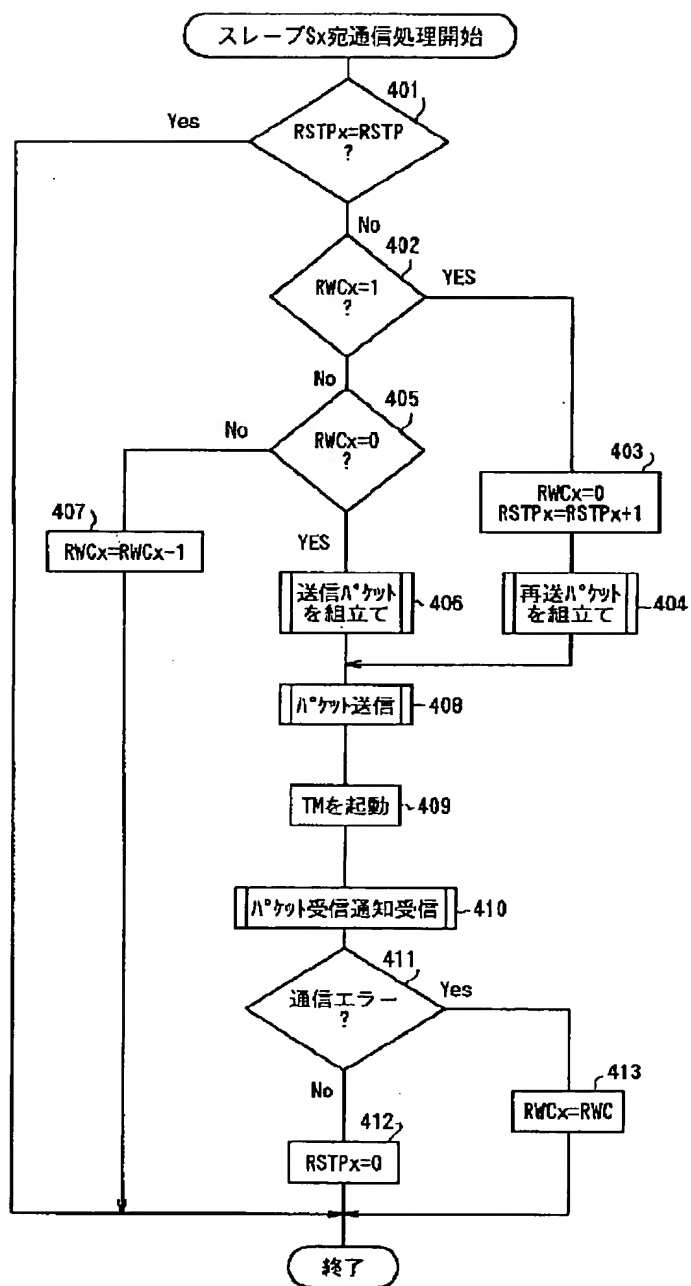 スレーブSx宛通信処理開始
401
Yes
RSTPx=RSTP
?
No
402
RWCx=1
?
YES
No
405
No
RWCx=0
?
403
RWCx=0
RSTPx=RSTPx+1
407
RWCx=RWCx-1
YES
送信パケット
を組立て
406
再送パケット
を組立て
404
パケット送信
408
TMを起動
409
パケット受信通知受信
410
411
通信エラー
?
Yes
No
413
RWCx=RWC
412
RSTPx=0
終了